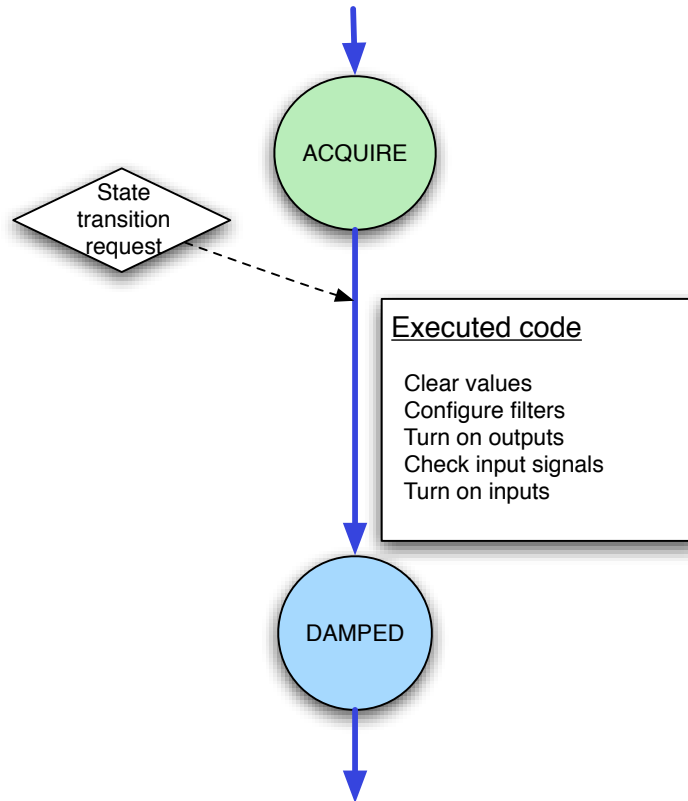 ACQUIRE
State
transition
request
Executed code
Clear values
Configure filters
Turn on outputs
Check input signals
Turn on inputs
DAMPED